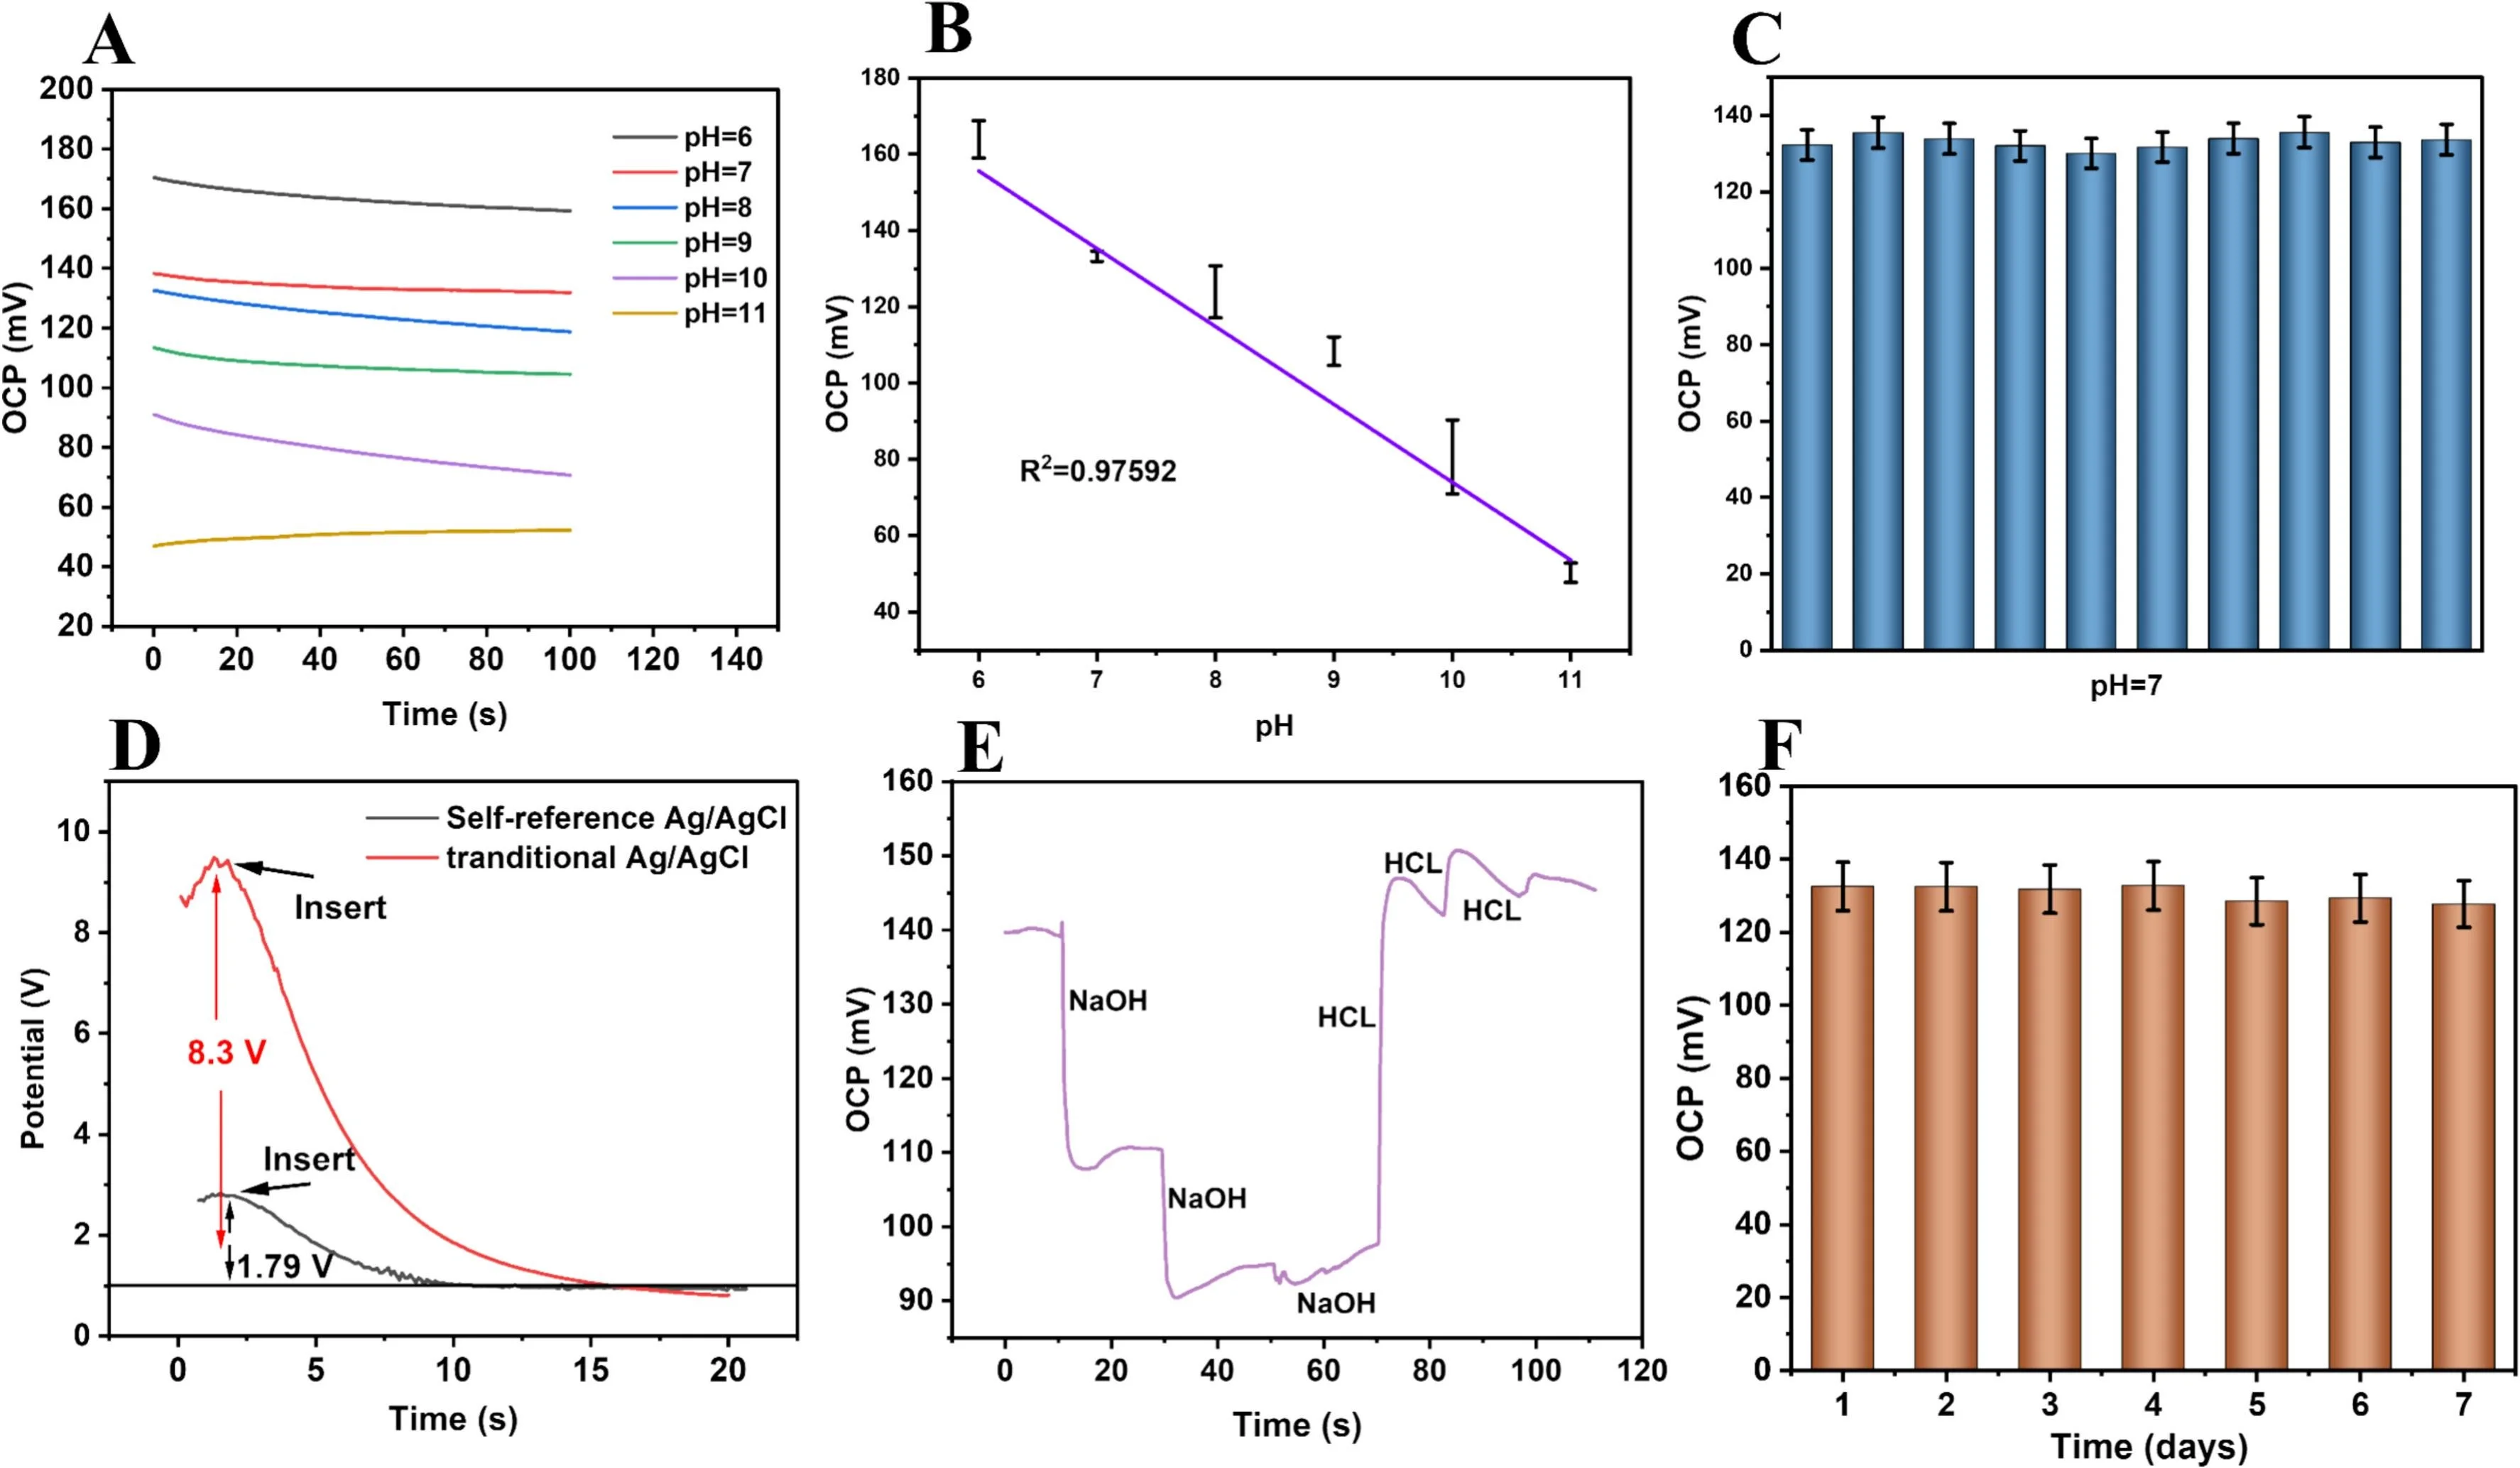 A
200
180
160
140
120
100
80
60
40
20
0 20 40 60 80 100 120 140
OCP (mV)
Time (s)
pH=6
pH=7
pH=8
pH=9
pH=10
pH=11
B
180
160
140
120
100
80
60
40
6 7 8 9 10 11
OCP (mV)
pH
R²=0.97592
C
140
120
100
80
60
40
20
0
OCP (mV)
pH=7
D
10
8
6
4
2
0
0 5 10 15 20
Potential (V)
Time (s)
Self-reference Ag/AgCl
tranditional Ag/AgCl
Insert
8.3 V
Insert
1.79 V
E
160
150
140
130
120
110
100
90
0 20 40 60 80 100 120
OCP (mV)
Time (s)
NaOH
NaOH
NaOH
HCL
HCL
HCL
F
160
140
120
100
80
60
40
20
0
1 2 3 4 5 6 7
OCP (mV)
Time (days)